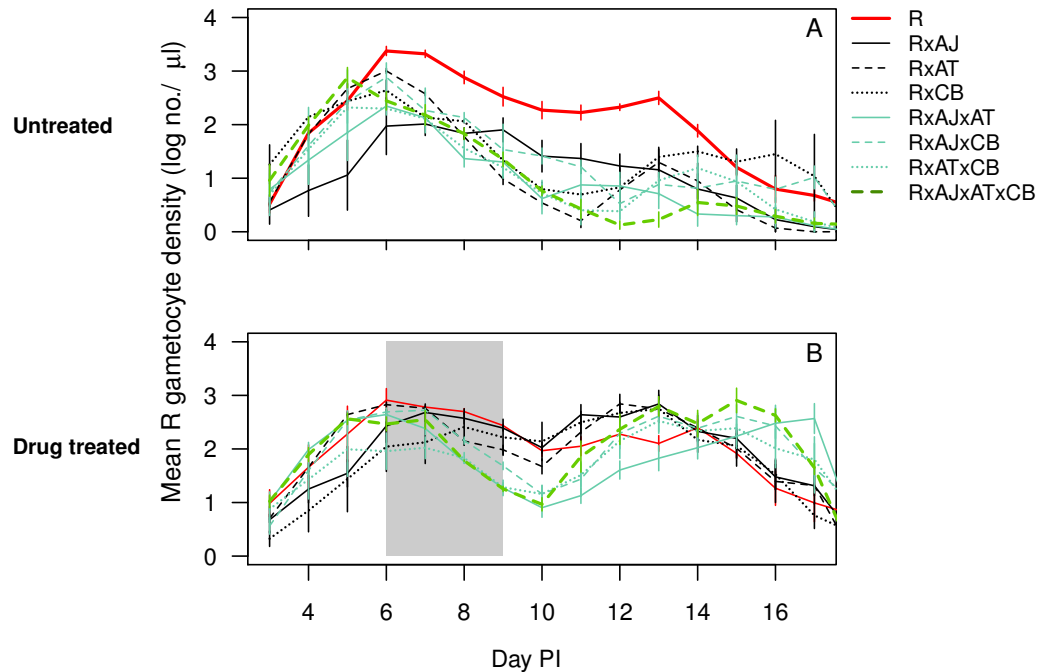 A
R
RxAJ
RxAT
RxCB
RxAJxAT
RxAJxCB
RxATxCB
RxAJxATxCB
Untreated
4
3
2
1
0
Mean R gametocyte density (log no./ µl)
B
Drug treated
4
3
2
1
0
4 6 8 10 12 14 16
Day PI